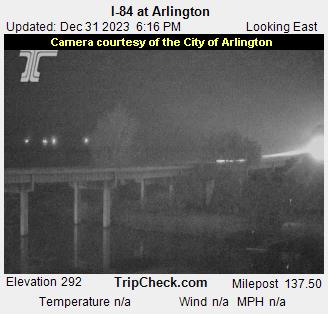 I-84 at Arlington
Updated: Dec 31 2023 6:16 PM Looking East
Camera courtesy of the City of Arlington
Elevation 292 TripCheck.com Milepost 137.50
Temperature n/a Wind n/a MPH n/a